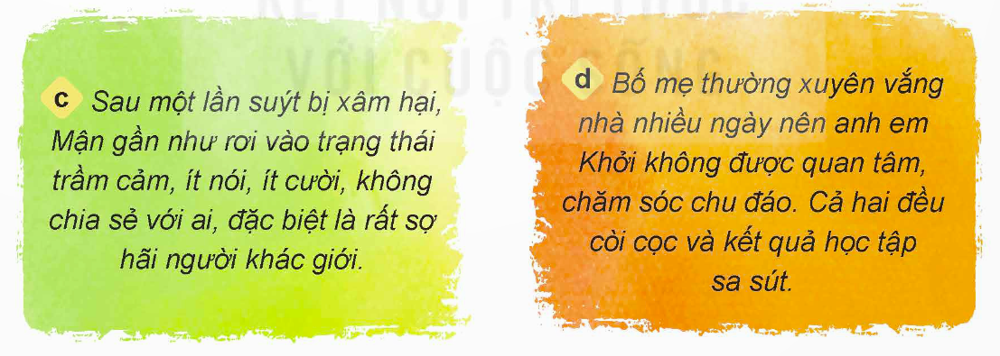 KẾT NỐI TRI THỨC
VỚI CUỘC SỐNG
c Sau một lần suýt bị xâm hại,
Mận gần như rơi vào trạng thái
trầm cảm, ít nói, ít cười, không
chia sẻ với ai, đặc biệt là rất sợ
hãi người khác giới.
d Bố mẹ thường xuyên vắng
nhà nhiều ngày nên anh em
Khởi không được quan tâm,
chăm sóc chu đáo. Cả hai đều
còi cọc và kết quả học tập
sa sút.